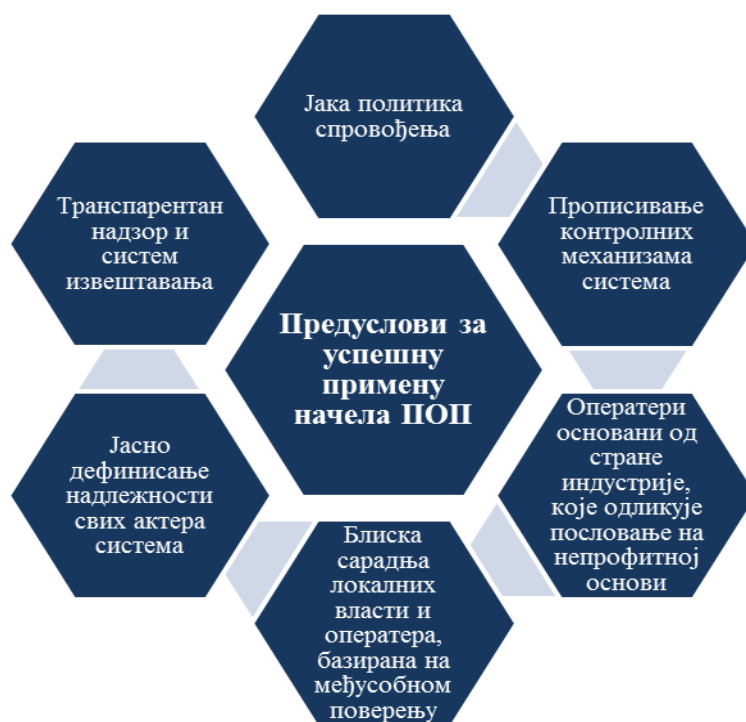 Јака политика
спровођења
Прописивање
контролних
механизама
система
Оператери
основани од
стране
индустрије,
које одликује
пословање на
непрофитној
основи
Блиска
сарадња
локалних
власти и
оператера,
базирана на
међусобном
поверењу
Јасно
дефинисање
надлежности
свих актера
система
Транспарентан
надзор и
систем
извештавања
Предуслови за
успешну
примену
начела ПОП